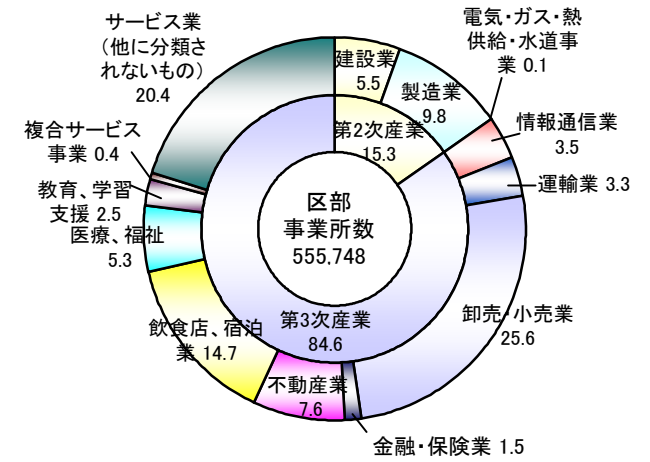 サービス業
（他に分類さ
れないもの）
20.4
電気・ガス・熱
供給・水道事
業 0.1
建設業
5.5
製造業
9.8
情報通信業
3.5
第2次産業
15.3
複合サービス
事業 0.4
運輸業 3.3
教育、学習
支援 2.5
区部
事業所数
555,748
医療、福祉
5.3
卸売・小売業
25.6
第3次産業
84.6
飲食店、宿泊
業 14.7
不動産業
7.6
金融・保険業 1.5